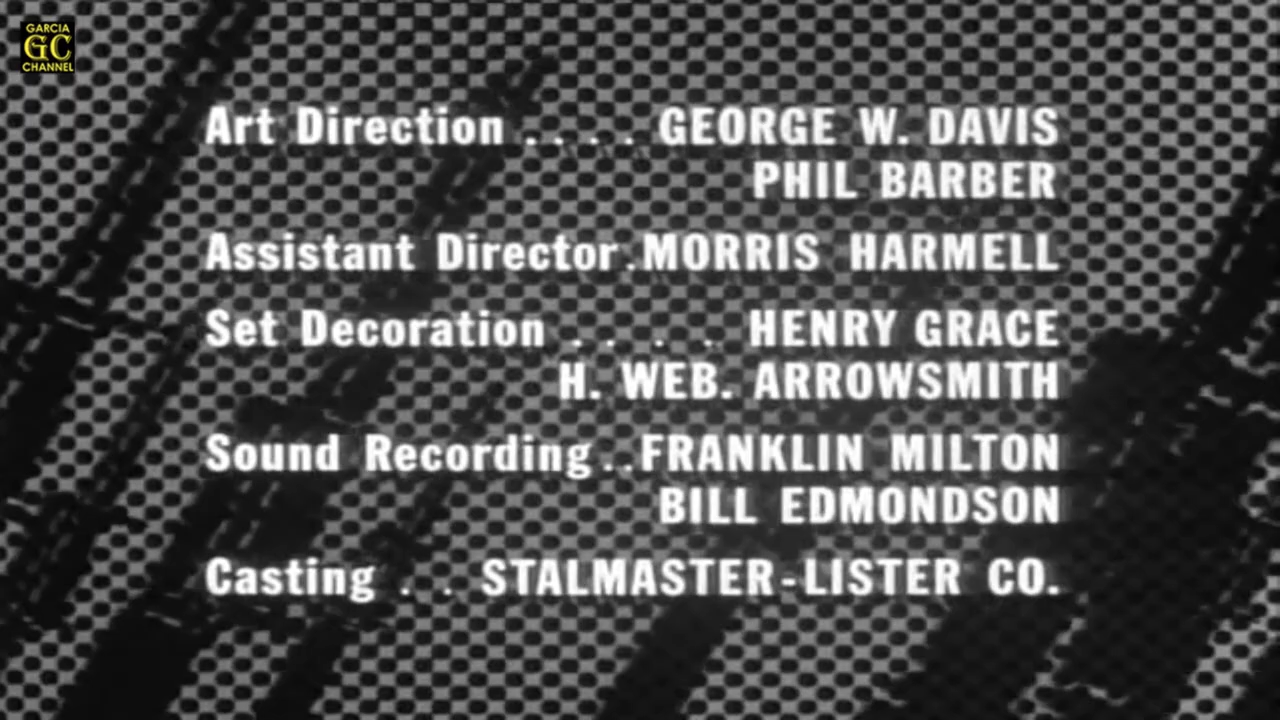 GARCIA
GC
CHANNEL
Art Direction . . . . GEORGE W. DAVIS
PHIL BARBER
Assistant Director . MORRIS HARMELL
Set Decoration . . . . HENRY GRACE
H. WEB. ARROWSMITH
Sound Recording . . FRANKLIN MILTON
BILL EDMONDSON
Casting . . STALMASTER-LISTER CO.